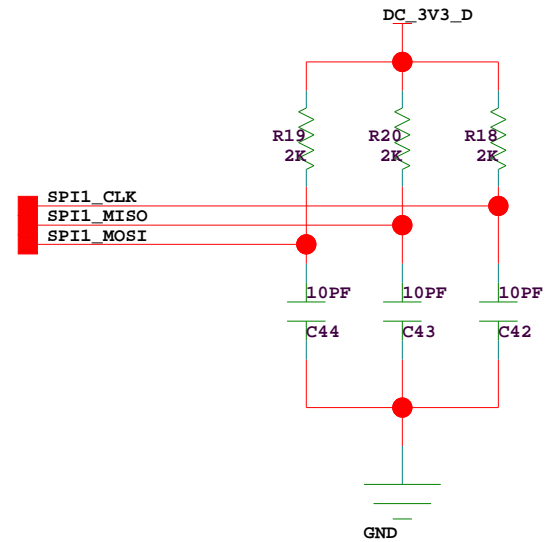 DC_3V3_D
R19 R20 R18
2K 2K 2K
SPI1_CLK
SPI1_MISO
SPI1_MOSI
10PF 10PF 10PF
C44 C43 C42
GND